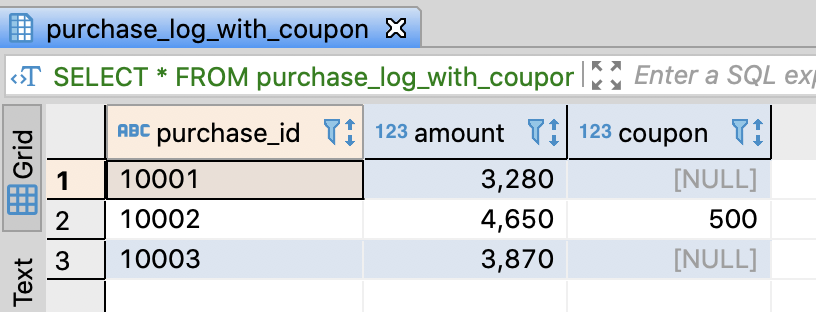 purchase_log_with_coupon
SELECT * FROM purchase_log_with_coupor Enter a SQL exp
ABC purchase_id 123 amount 123 coupon
1 10001 3,280 [NULL]
2 10002 4,650 500
3 10003 3,870 [NULL]
Grid
Text